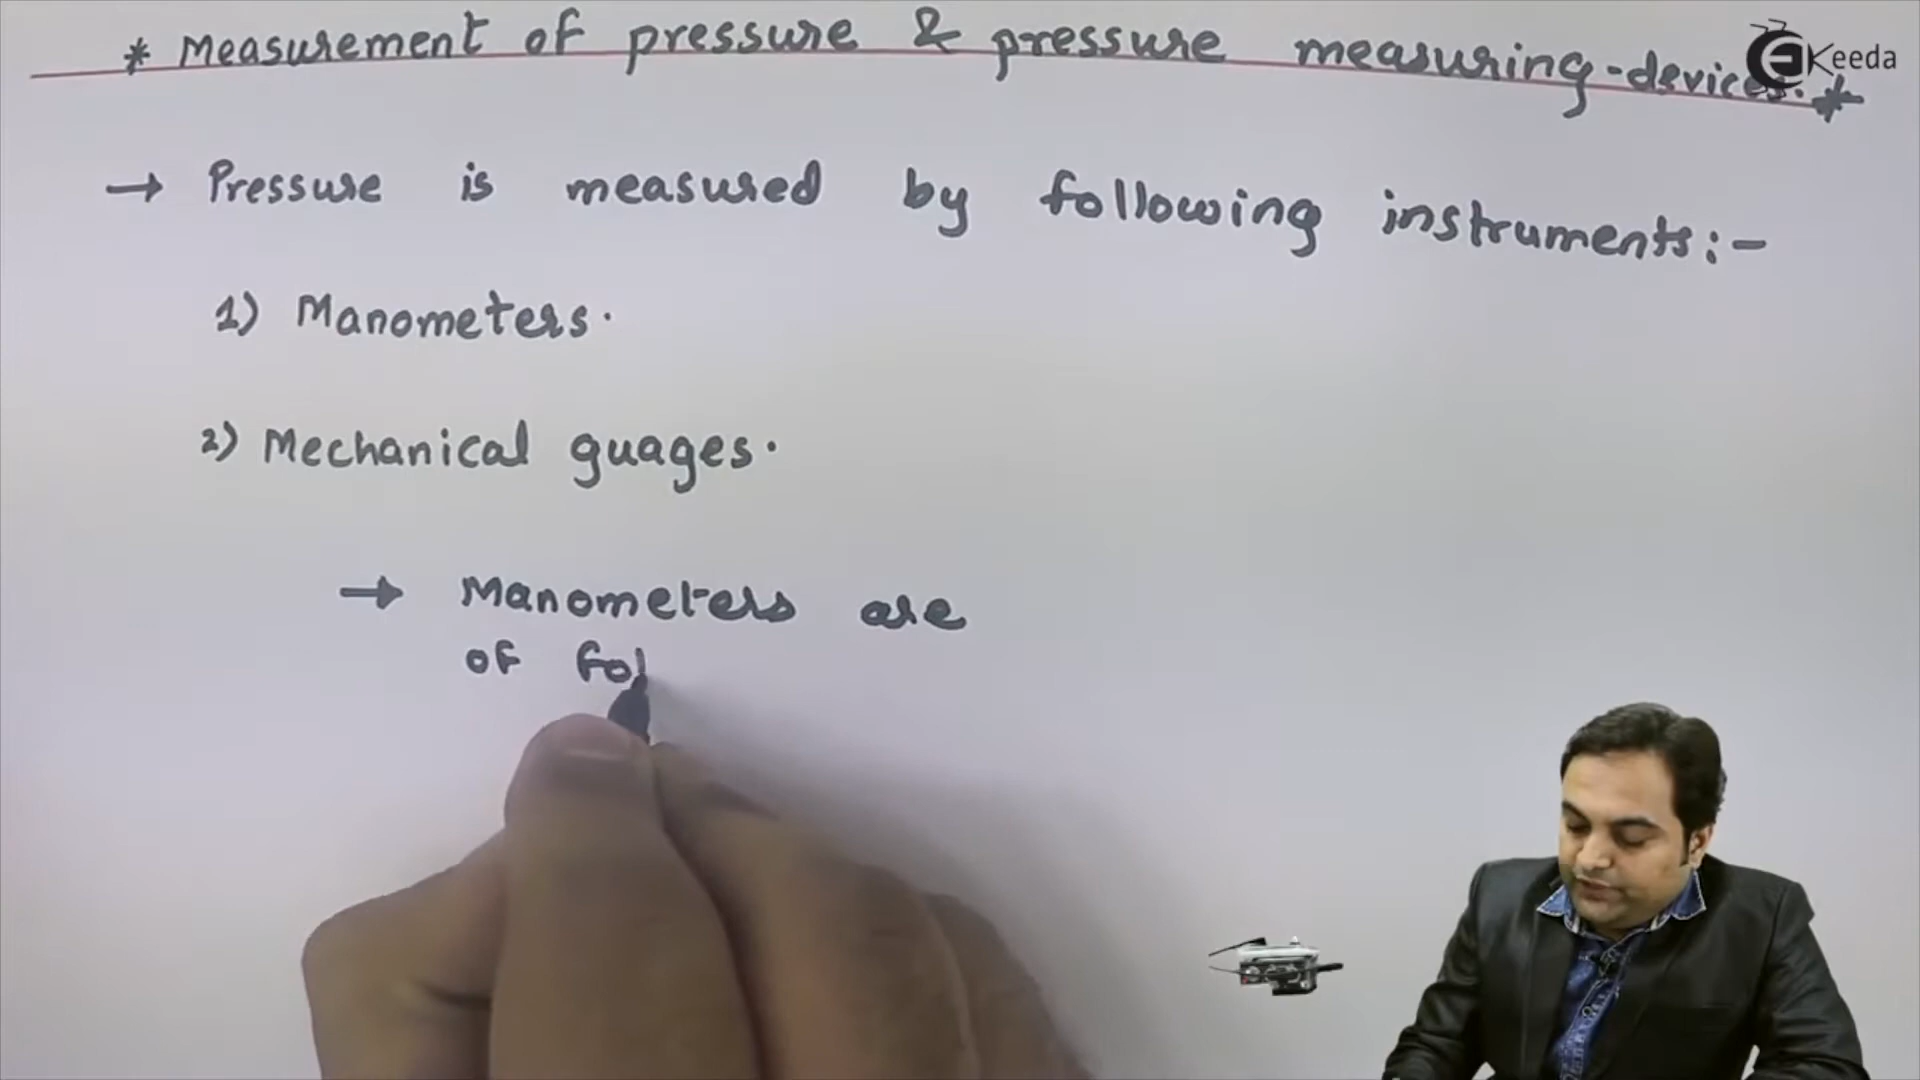 * Measurement of pressure & pressure measuring-devices. *
Keeda
→ Pressure is measured by following instruments:-
1) Manometers.
2) Mechanical guages.
→ Manometers are
of fol